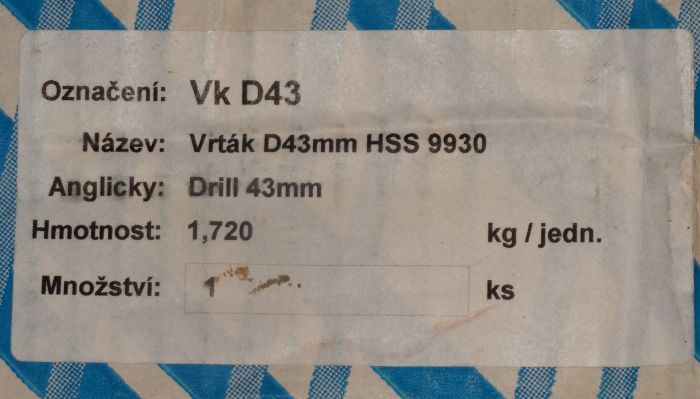 Označení: Vk D43
Název: Vrták D43mm HSS 9930
Anglicky: Drill 43mm
Hmotnost: 1,720 kg / jedn.
Množství: 1 ks